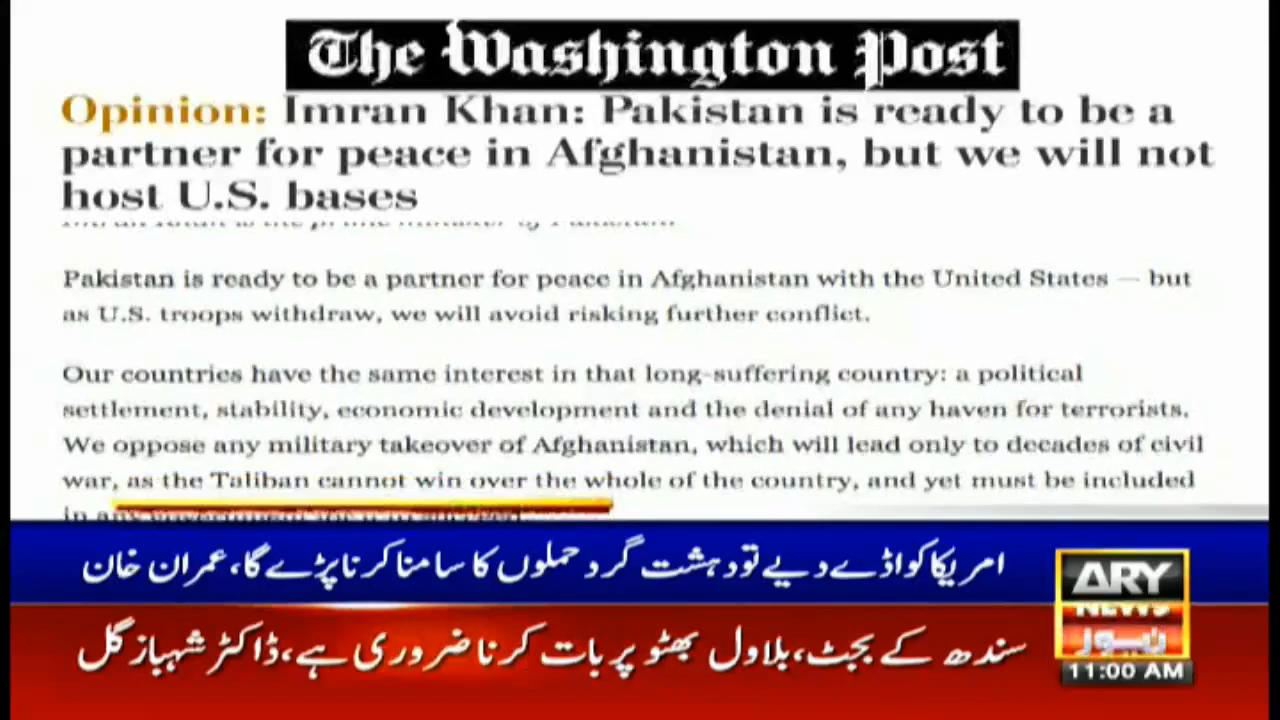 The Washington Post
Opinion: Imran Khan: Pakistan is ready to be a
partner for peace in Afghanistan, but we will not
host U.S. bases
Pakistan is ready to be a partner for peace in Afghanistan with the United States — but
as U.S. troops withdraw, we will avoid risking further conflict.
Our countries have the same interest in that long-suffering country: a political
settlement, stability, economic development and the denial of any haven for terrorists.
We oppose any military takeover of Afghanistan, which will lead only to decades of civil
war, as the Taliban cannot win over the whole of the country, and yet must be included
امریکا کو اڈے دیے تو دہشت گرد حملوں کا سامنا کرنا پڑے گا، عمران خان
سندھ کے بجٹ، بلاول بھٹو پر بات کرنا ضروری ہے، ڈاکٹر شہباز گل
ARY
NEWS
نیوز
11:00 AM